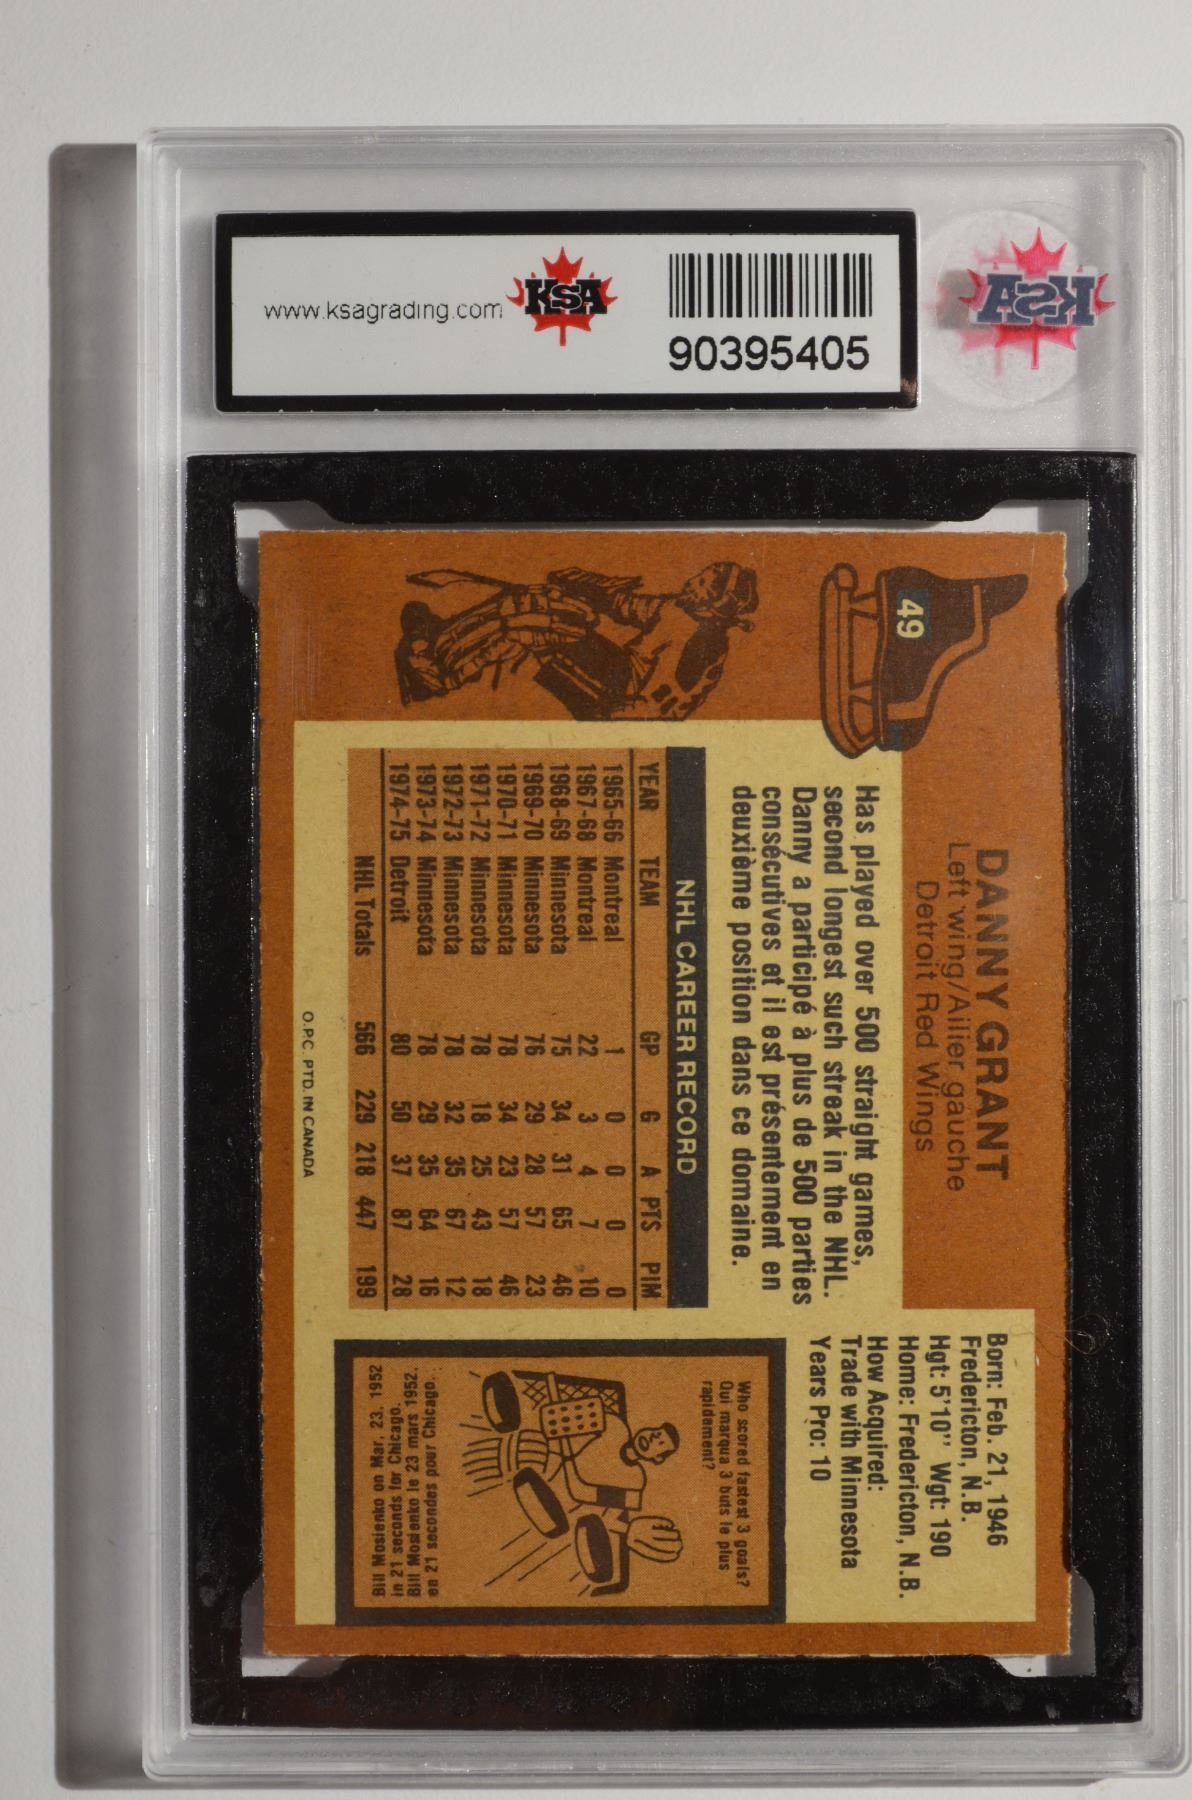 www.ksagrading.com
KSA
90395405
KSA
49
DANNY GRANT
Left wing/Ailier gauche
Detroit Red Wings
Has played over 500 straight games,
second longest such streak in the NHL.
Danny a participé à plus de 500 parties
consécutives et il est présentement en
deuxième position dans ce domaine.
Born: Feb. 21, 1946
Fredericton, N.B.
Hgt: 5'10" Wgt: 190
Home: Fredericton, N.B.
How Acquired:
Trade with Minnesota
Years Pro: 10
NHL CAREER RECORD
YEAR TEAM GP G A PTS PIM
1965-66 Montreal 1 0 0 0 0
1967-68 Montreal 22 3 4 7 10
1968-69 Minnesota 75 34 31 65 46
1969-70 Minnesota 76 29 28 57 23
1970-71 Minnesota 78 34 23 57 46
1971-72 Minnesota 78 18 25 43 18
1972-73 Minnesota 78 32 35 67 12
1973-74 Minnesota 78 29 35 64 16
1974-75 Detroit 80 50 37 87 28
NHL Totals 566 229 218 447 199
Who scored fastest 3 goals?
Qui marqua 3 buts le plus
rapidament?
Bill Mosienko on Mar. 23, 1952
in 21 seconds for Chicago.
Bill Mosienko le 23 mars 1952,
en 21 secondes pour Chicago.
O.P.C. PTD. IN CANADA